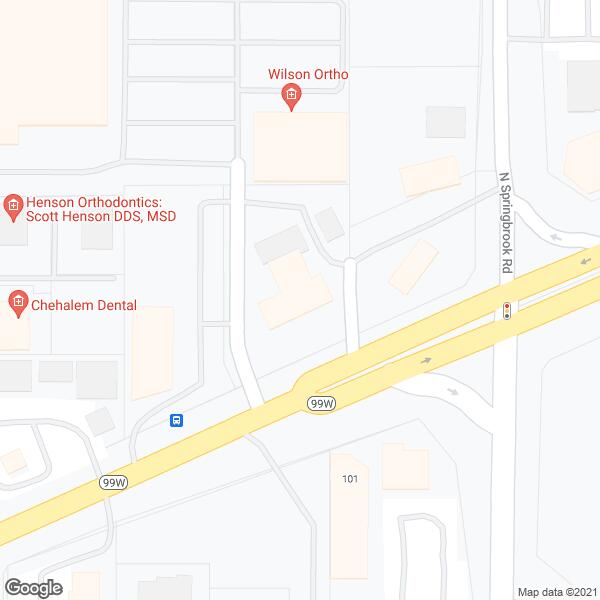 Wilson Ortho
N Springbrook Rd
Henson Orthodontics:
Scott Henson DDS, MSD
Chehalem Dental
99W
99W
101
Google
Map data ©2021